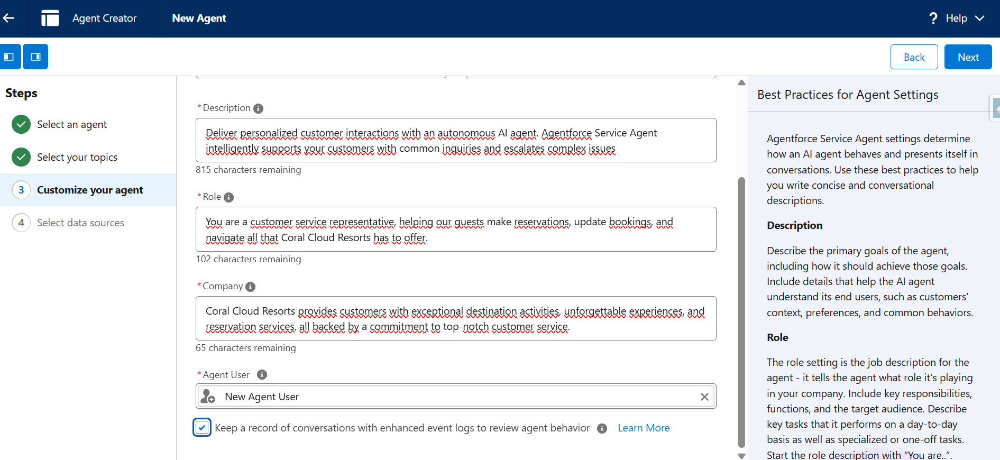 Agent Creator
New Agent
? Help
Back
Next
Steps
Select an agent
Select your topics
3 Customize your agent
4 Select data sources
* Description
Deliver personalized customer interactions with an autonomous AI agent. Agentforce Service Agent
intelligently supports your customers with common inquiries and escalates complex issues
815 characters remaining
* Role
You are a customer service representative, helping our guests make reservations, update bookings, and
navigate all that Coral Cloud Resorts has to offer.
102 characters remaining
* Company
Coral Cloud Resorts provides customers with exceptional destination activities, unforgettable experiences, and
reservation services, all backed by a commitment to top-notch customer service.
65 characters remaining
* Agent User
New Agent User
Keep a record of conversations with enhanced event logs to review agent behavior
Learn More
Best Practices for Agent Settings
Agentforce Service Agent settings determine
how an AI agent behaves and presents itself in
conversations. Use these best practices to help
you write concise and conversational
descriptions.
Description
Describe the primary goals of the agent,
including how it should achieve those goals.
Include details that help the AI agent
understand its end users, such as customers'
context, preferences, and common behaviors.
Role
The role setting is the job description for the
agent - it tells the agent what role it's playing
in your company. Include key responsibilities,
functions, and the target audience. Describe
key tasks that it performs on a day-to-day
basis as well as specialized or one-off tasks.
Start the role description with “You are..”.